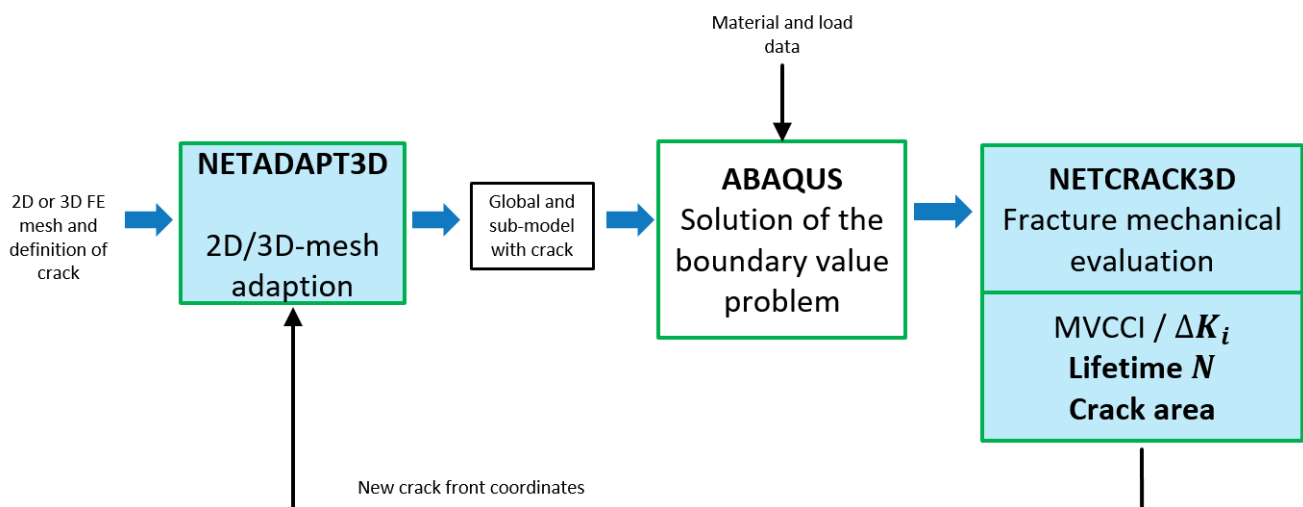 Material and load
data
2D or 3D FE
mesh and
definition of
crack
NETADAPT3D
2D/3D-mesh
adaption
Global and
sub-model
with crack
ABAQUS
Solution of the
boundary value
problem
NETCRACK3D
Fracture mechanical
evaluation
MVCCI / ΔKᵢ
Lifetime N
Crack area
New crack front coordinates